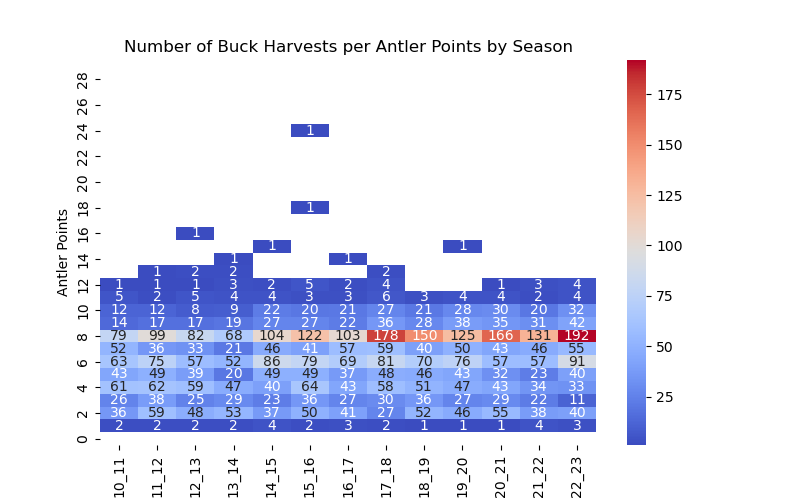 Number of Buck Harvests per Antler Points by Season
Antler Points
28
26
24 1
22
20
18 1
16 1
1 1
14 1 1
1 2 2 2
12 1 1 1 3 2 5 2 4 1 3 4
5 2 5 4 4 3 3 6 3 4 4 2 4
10 12 12 8 9 22 20 21 27 21 28 30 20 32
14 17 17 19 27 27 22 36 28 38 35 31 42
8 79 99 82 68 104 122 103 178 150 125 166 131 192
52 36 33 21 46 41 57 59 40 50 43 46 55
6 63 75 57 52 86 79 69 81 70 76 57 57 91
43 49 39 20 49 49 37 48 46 43 32 23 40
4 61 62 59 47 40 64 43 58 51 47 43 34 33
26 38 25 29 23 36 27 30 36 27 29 22 11
2 36 59 48 53 37 50 41 27 52 46 55 38 40
2 2 2 2 4 2 3 2 1 1 1 4 3
0
10_11 11_12 12_13 13_14 14_15 15_16 16_17 17_18 18_19 19_20 20_21 21_22 22_23
175
150
125
100
75
50
25